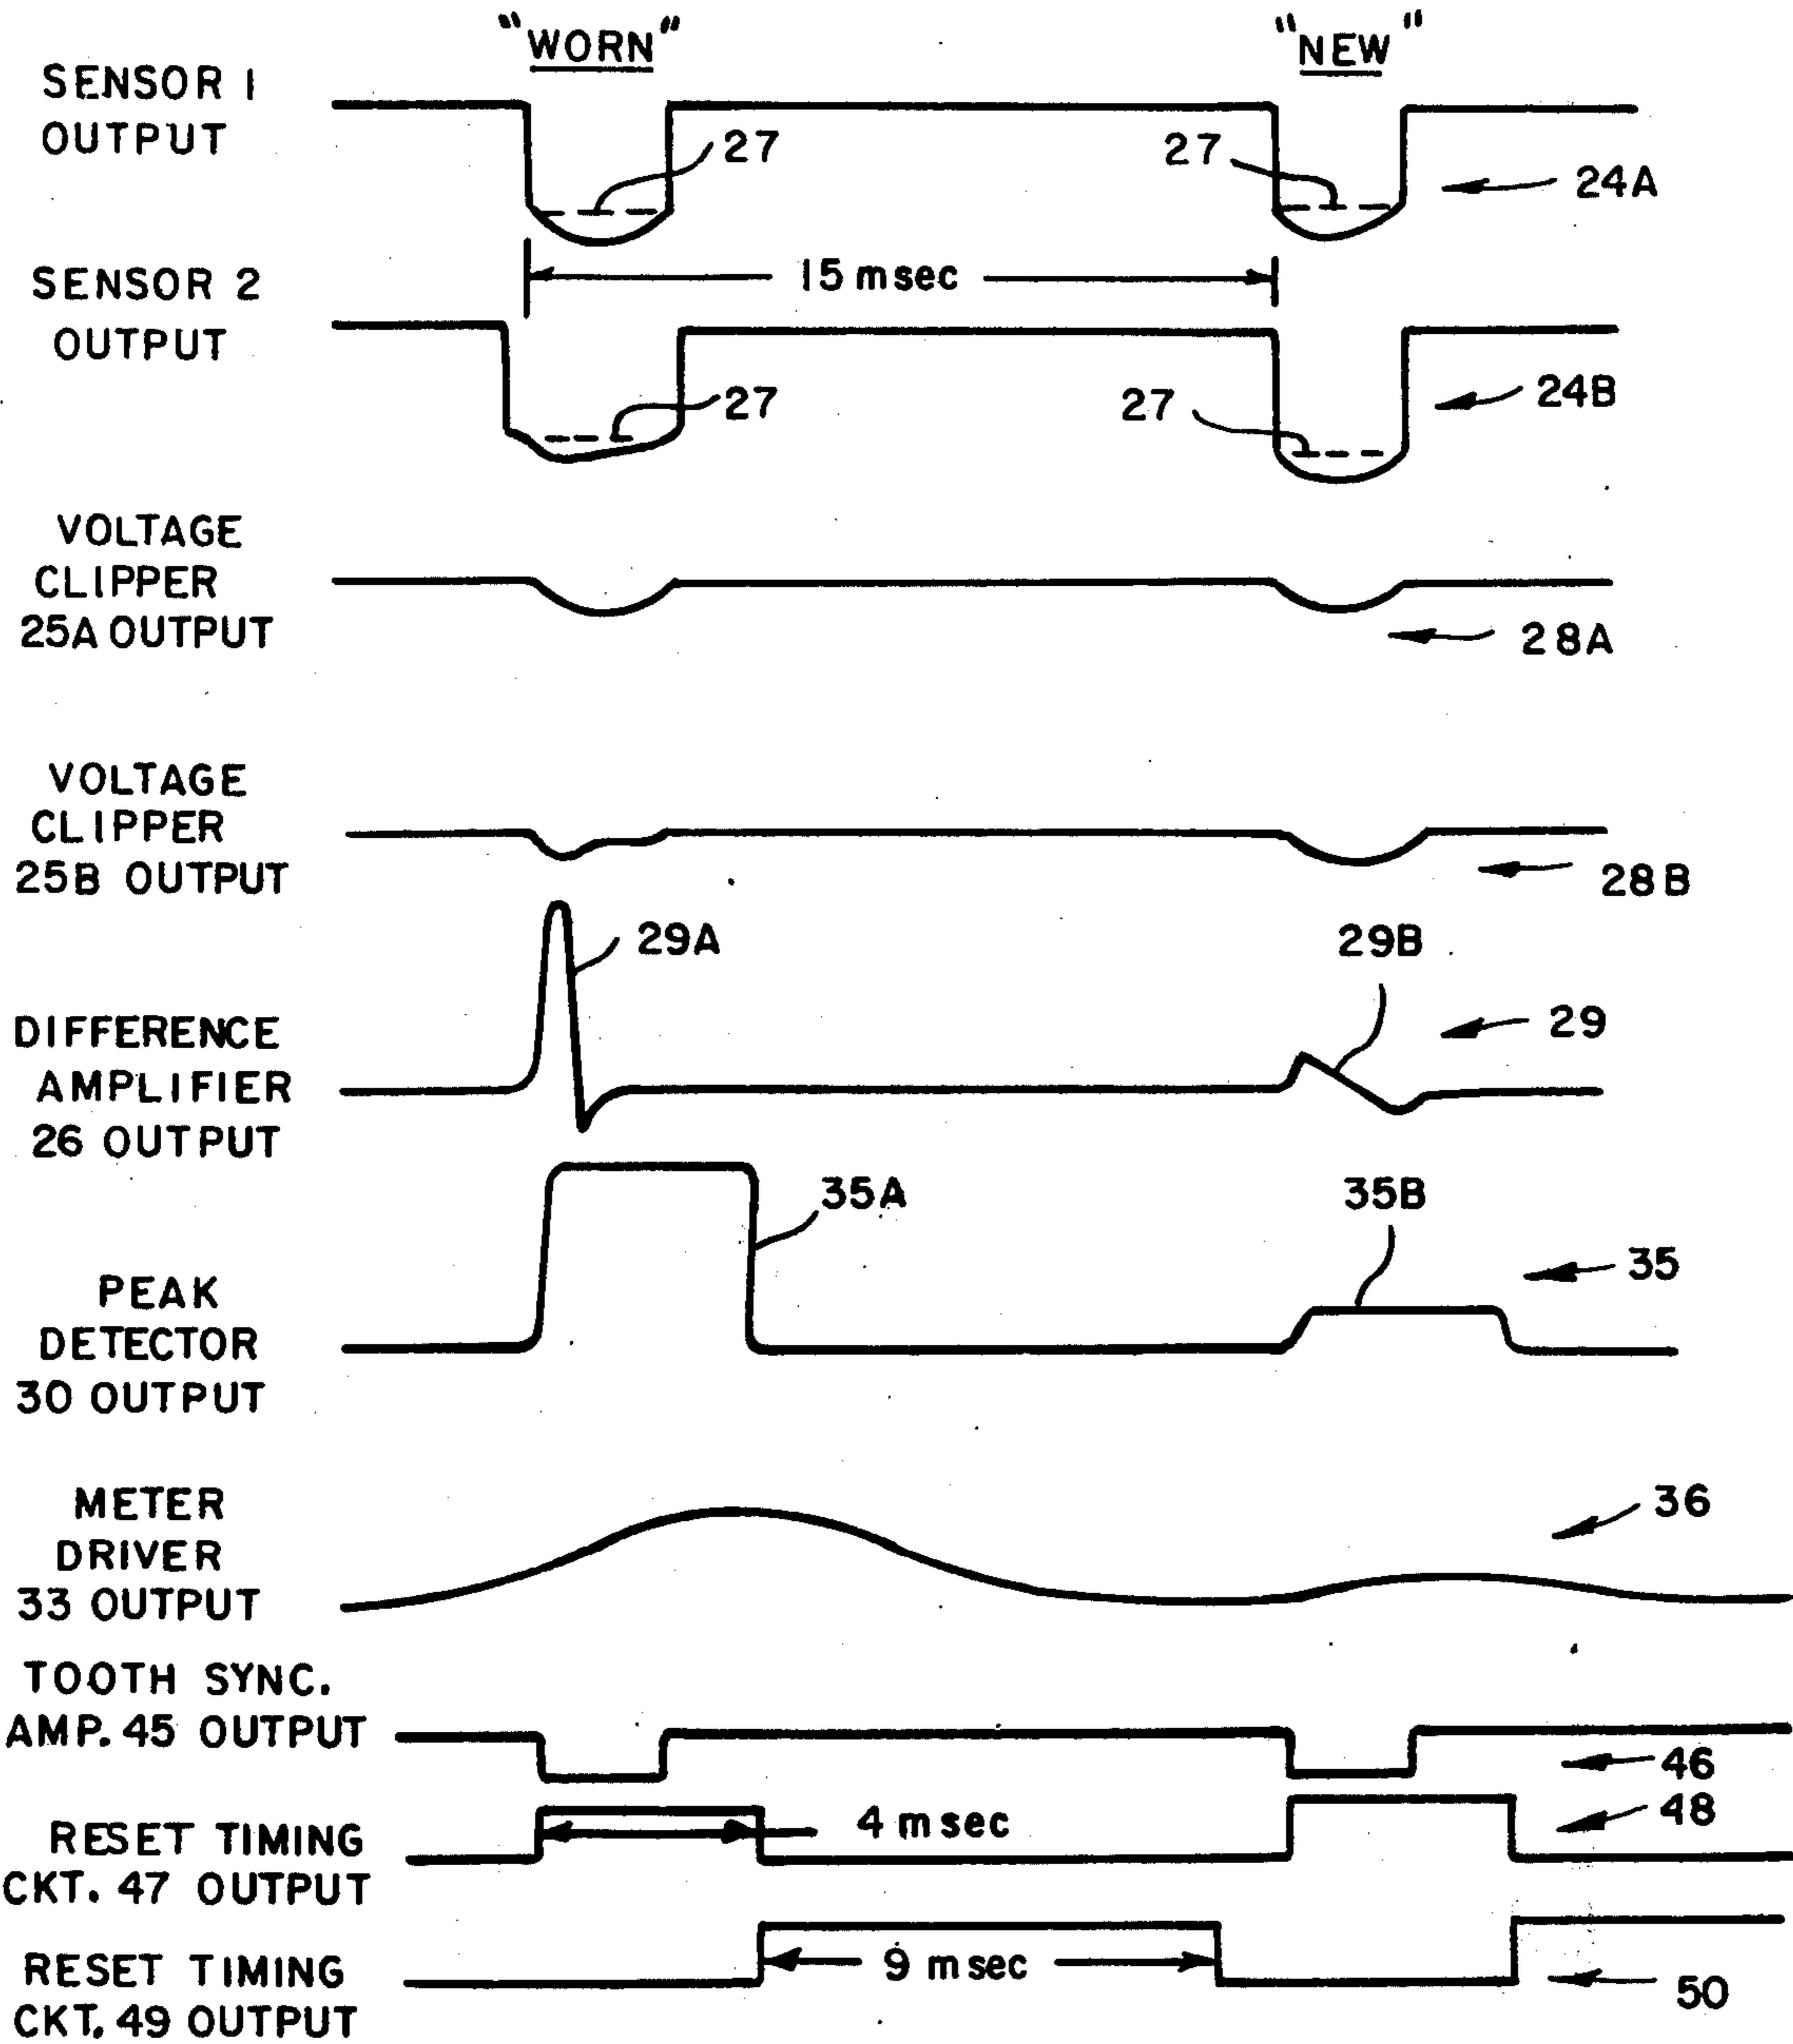 "WORN" "NEW"
SENSOR 1
OUTPUT
27
27
24A
SENSOR 2
OUTPUT
15 msec
27
27
24B
VOLTAGE
CLIPPER
25A OUTPUT
28A
VOLTAGE
CLIPPER
25B OUTPUT
28B
29A
29B
29
DIFFERENCE
AMPLIFIER
26 OUTPUT
35A
35B
35
PEAK
DETECTOR
30 OUTPUT
METER
DRIVER
33 OUTPUT
36
TOOTH SYNC.
AMP. 45 OUTPUT
46
RESET TIMING
CKT. 47 OUTPUT
4 msec
48
RESET TIMING
CKT. 49 OUTPUT
9 msec
50